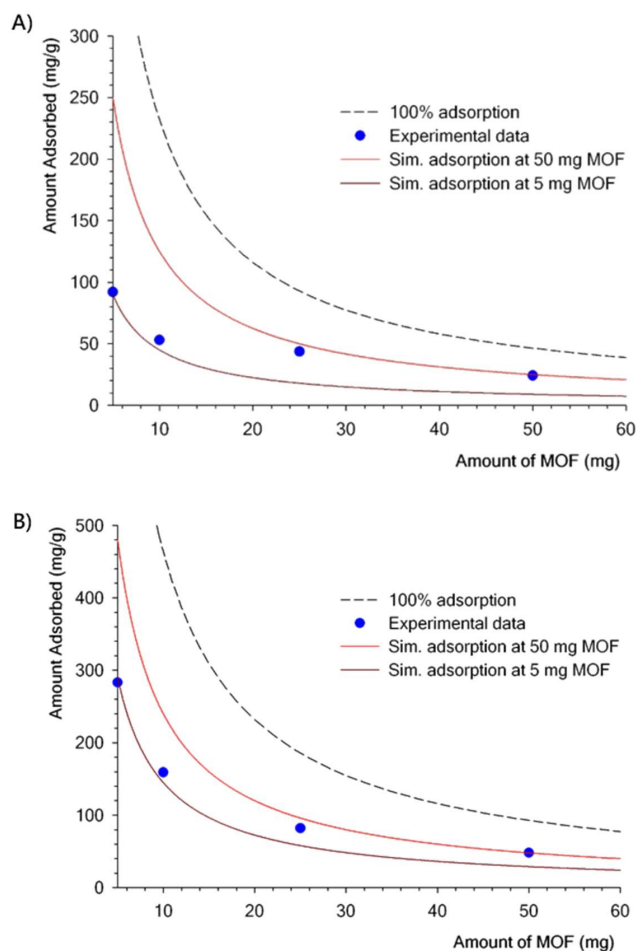 A)
Amount Adsorbed (mg/g)
300
250
200
150
100
50
0
100% adsorption
Experimental data
Sim. adsorption at 50 mg MOF
Sim. adsorption at 5 mg MOF
10
20
30
40
50
60
Amount of MOF (mg)
B)
Amount Adsorbed (mg/g)
500
400
300
200
100
0
100% adsorption
Experimental data
Sim. adsorption at 50 mg MOF
Sim. adsorption at 5 mg MOF
10
20
30
40
50
60
Amount of MOF (mg)